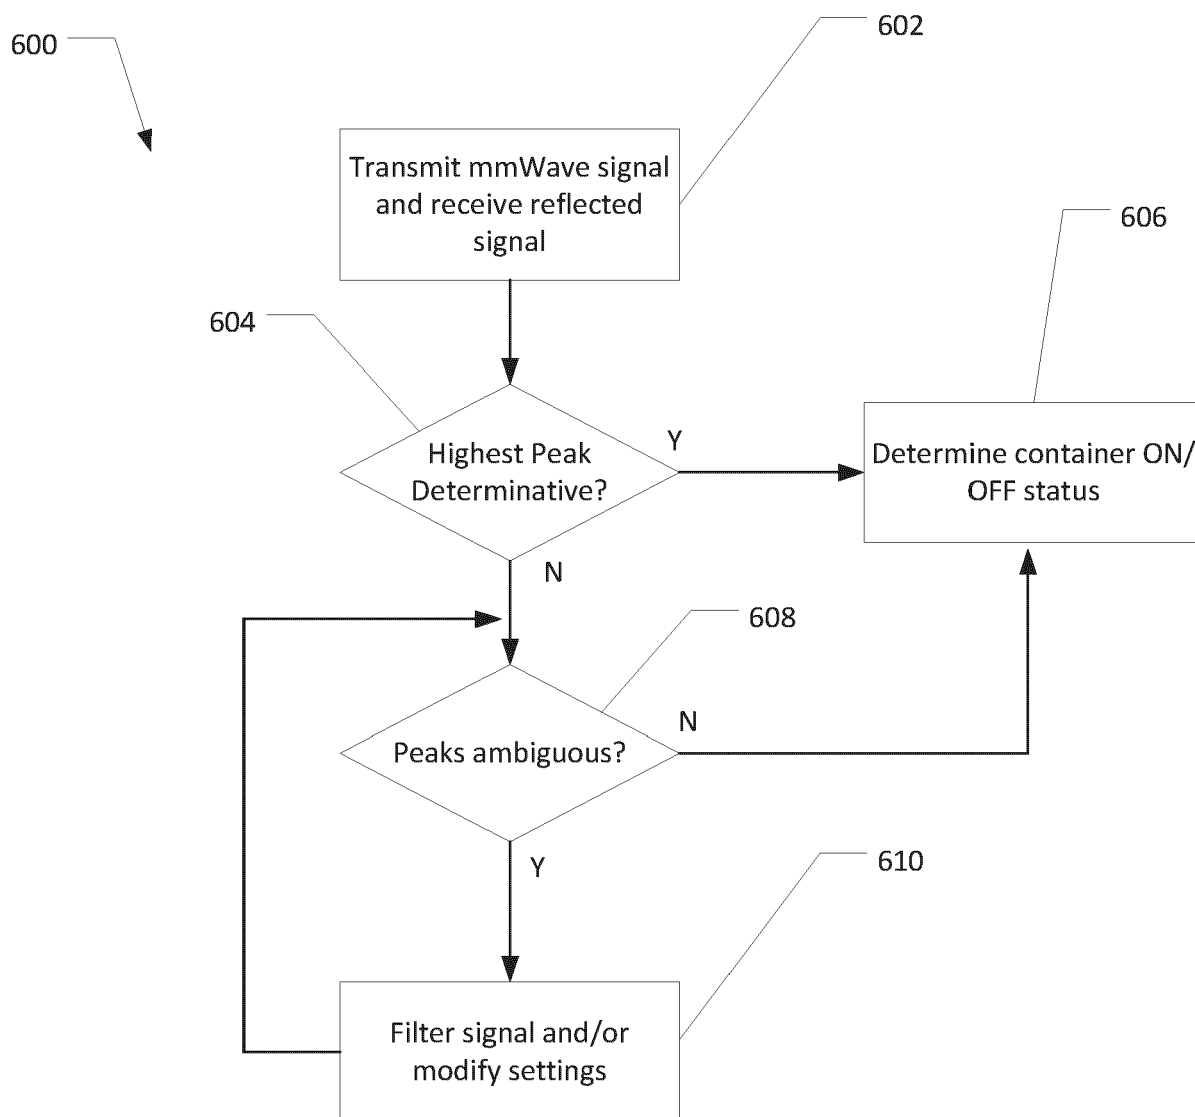 600
602
Transmit mmWave signal
and receive reflected
signal
606
604
Highest Peak
Determinative?
Y
Determine container ON/
OFF status
N
608
Peaks ambiguous?
N
Y
610
Filter signal and/or
modify settings